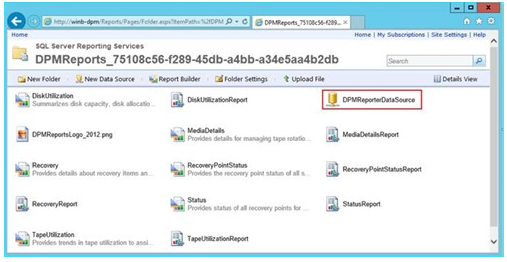 http://winb-dpm/Reports/Pages/Folder.aspx?ItemPath=%2fDPM
DPMReports_75108c56-f289...
Home
Home | My Subscriptions | Site Settings | Help
SQL Server Reporting Services
DPMReports_75108c56-f289-45db-a4bb-a34e5aa4b2db
Search
New Folder
New Data Source
Report Builder
Folder Settings
Upload File
Details View
DiskUtilization
Summarizes disk capacity, disk allocatio...
DiskUtilizationReport
DPMReporterDataSource
DPMReportsLogo_2012.png
MediaDetails
Provides details for managing tape rotatio...
MediaDetailsReport
Recovery
Provides details about recovery items an...
RecoveryPointStatus
Provides the recovery point status of all s...
RecoveryPointStatusReport
RecoveryReport
Status
Provides status of all recovery points for ...
StatusReport
TapeUtilization
Provides trends in tape utilization to assi...
TapeUtilizationReport